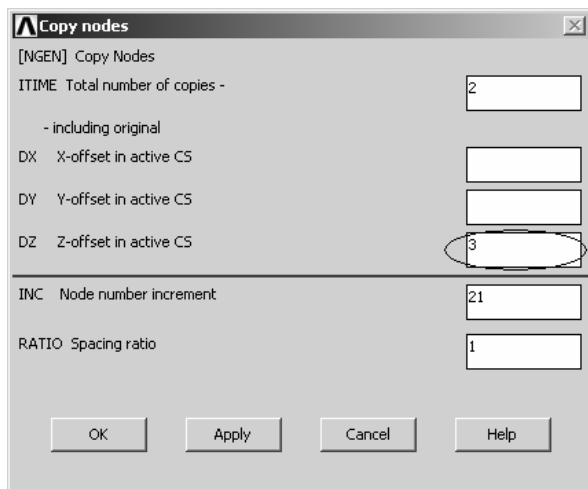 Copy nodes
[NGEN] Copy Nodes
ITIME Total number of copies - 2
- including original
DX X-offset in active CS
DY Y-offset in active CS
DZ Z-offset in active CS 3
INC Node number increment 21
RATIO Spacing ratio 1
OK Apply Cancel Help